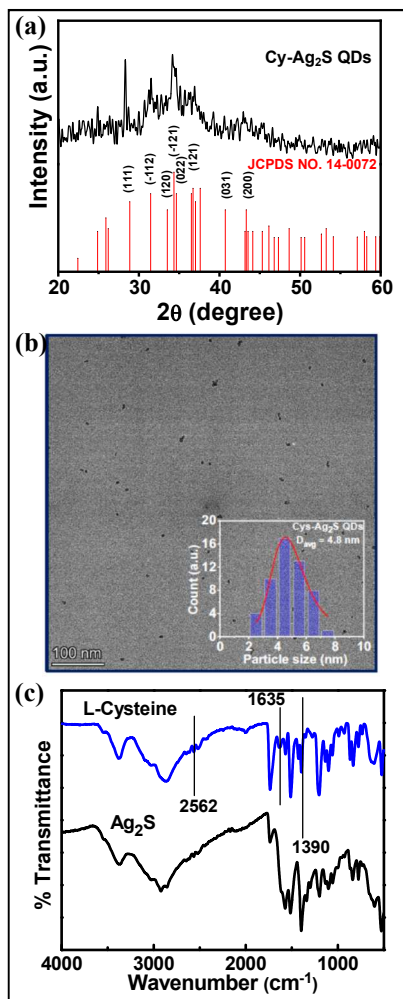 (a)
Cy-Ag₂S QDs
Intensity (a.u.)
JCPDS NO. 14-0072
(111)
(-112)
(120)
(-121)
(022)
(121)
(031)
(200)
20 30 40 50 60
2θ (degree)
(b)
100 nm
Cys-Ag₂S QDs
Davg = 4.8 nm
Count (a.u.)
20
16
12
8
4
0
0 2 4 6 8 10
Particle size (nm)
(c)
L-Cysteine
1635
2562
1390
Ag₂S
% Transmittance
4000 3000 2000 1000
Wavenumber (cm⁻¹)